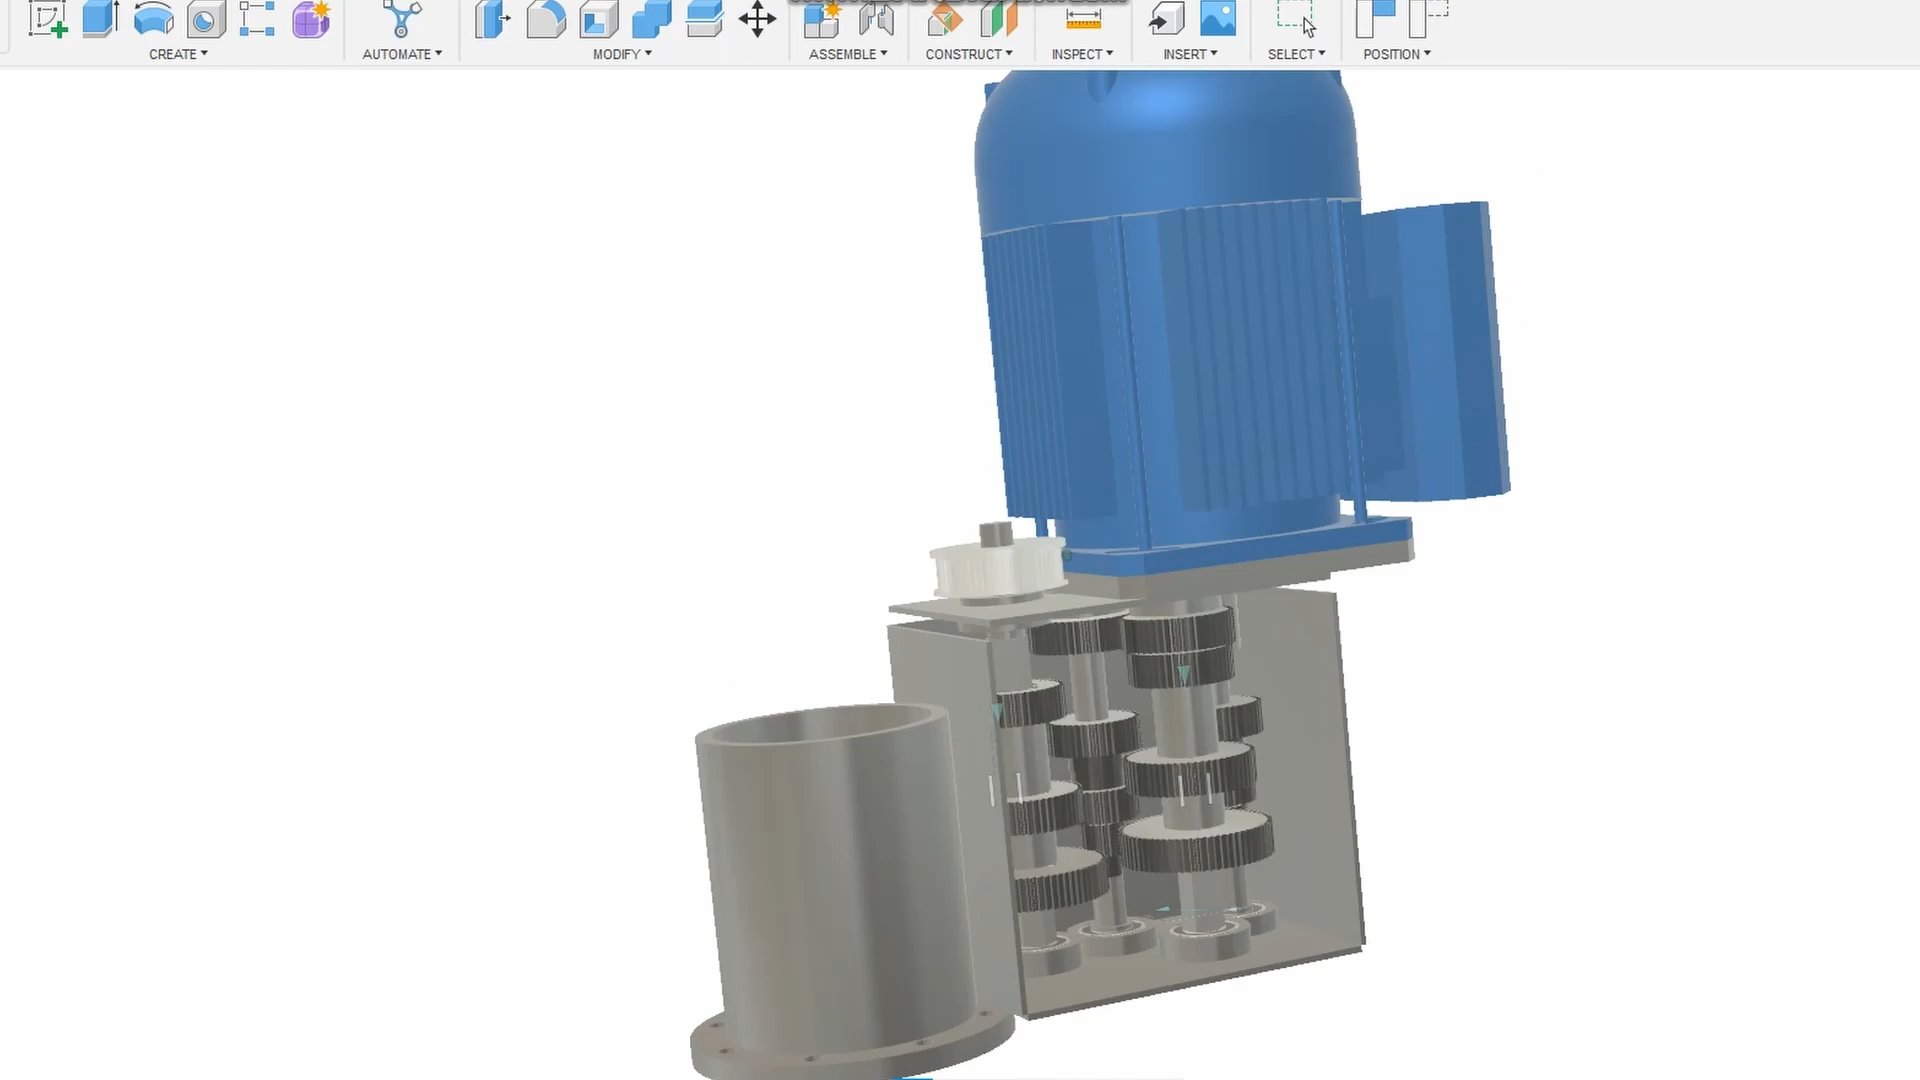 CREATE▾ AUTOMATE▾ MODIFY▾ ASSEMBLE▾ CONSTRUCT▾ INSPECT▾ INSERT▾ SELECT▾ POSITION▾